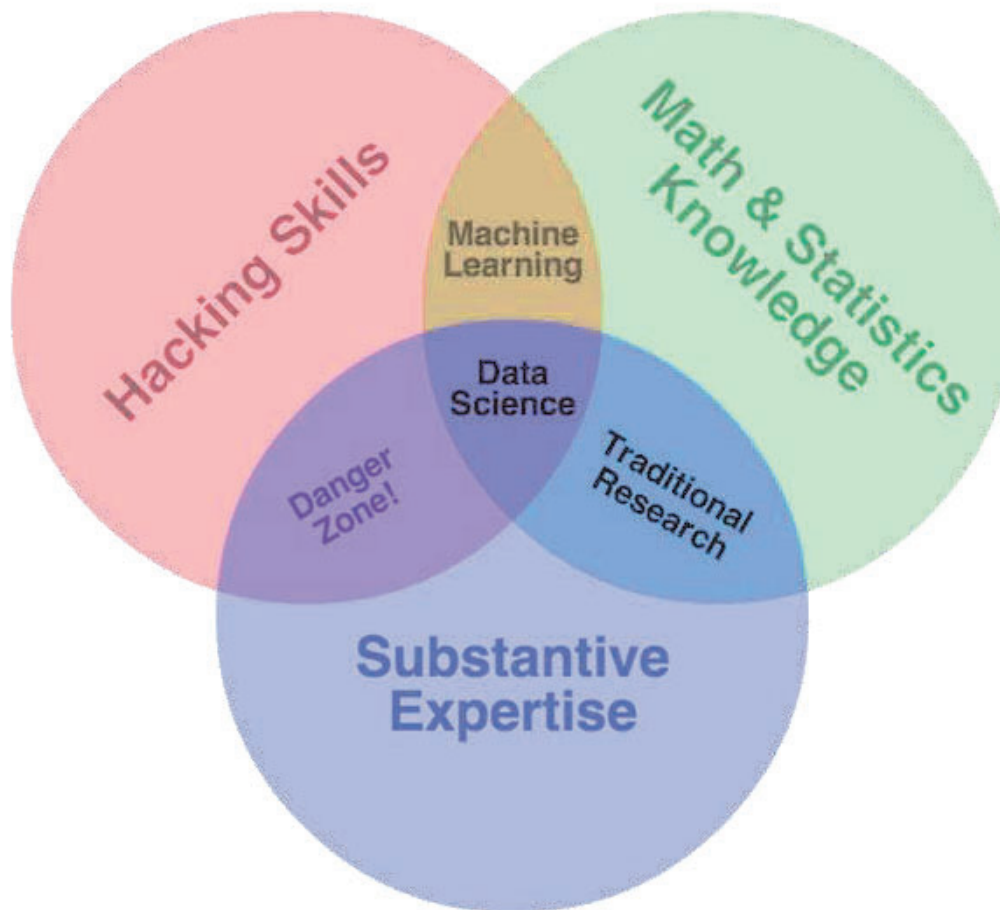 Hacking Skills
Math & Statistics
Knowledge
Machine
Learning
Data
Science
Danger
Zone!
Traditional
Research
Substantive
Expertise